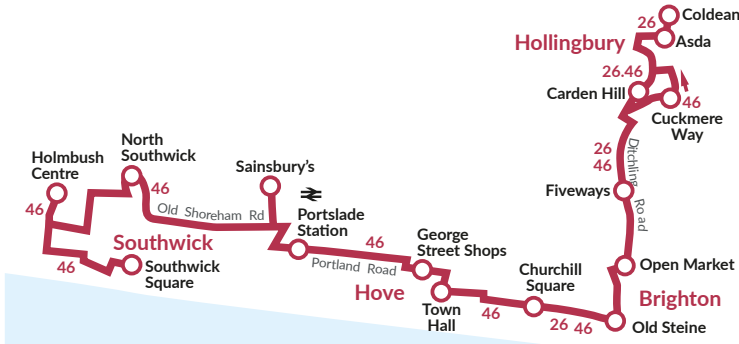 26
Coldean
Hollingbury
Asda
26.46
Carden Hill
46
Cuckmere
Way
26
46
Ditchling Road
Fiveways
North
Southwick
Holmbush
Centre
Sainsbury's
46
46
Old Shoreham Rd
Portslade
Station
Southwick
46
Southwick
Square
46
Portland Road
George
Street Shops
Hove
Town
Hall
46
Churchill
Square
26 46
Open Market
Brighton
Old Steine